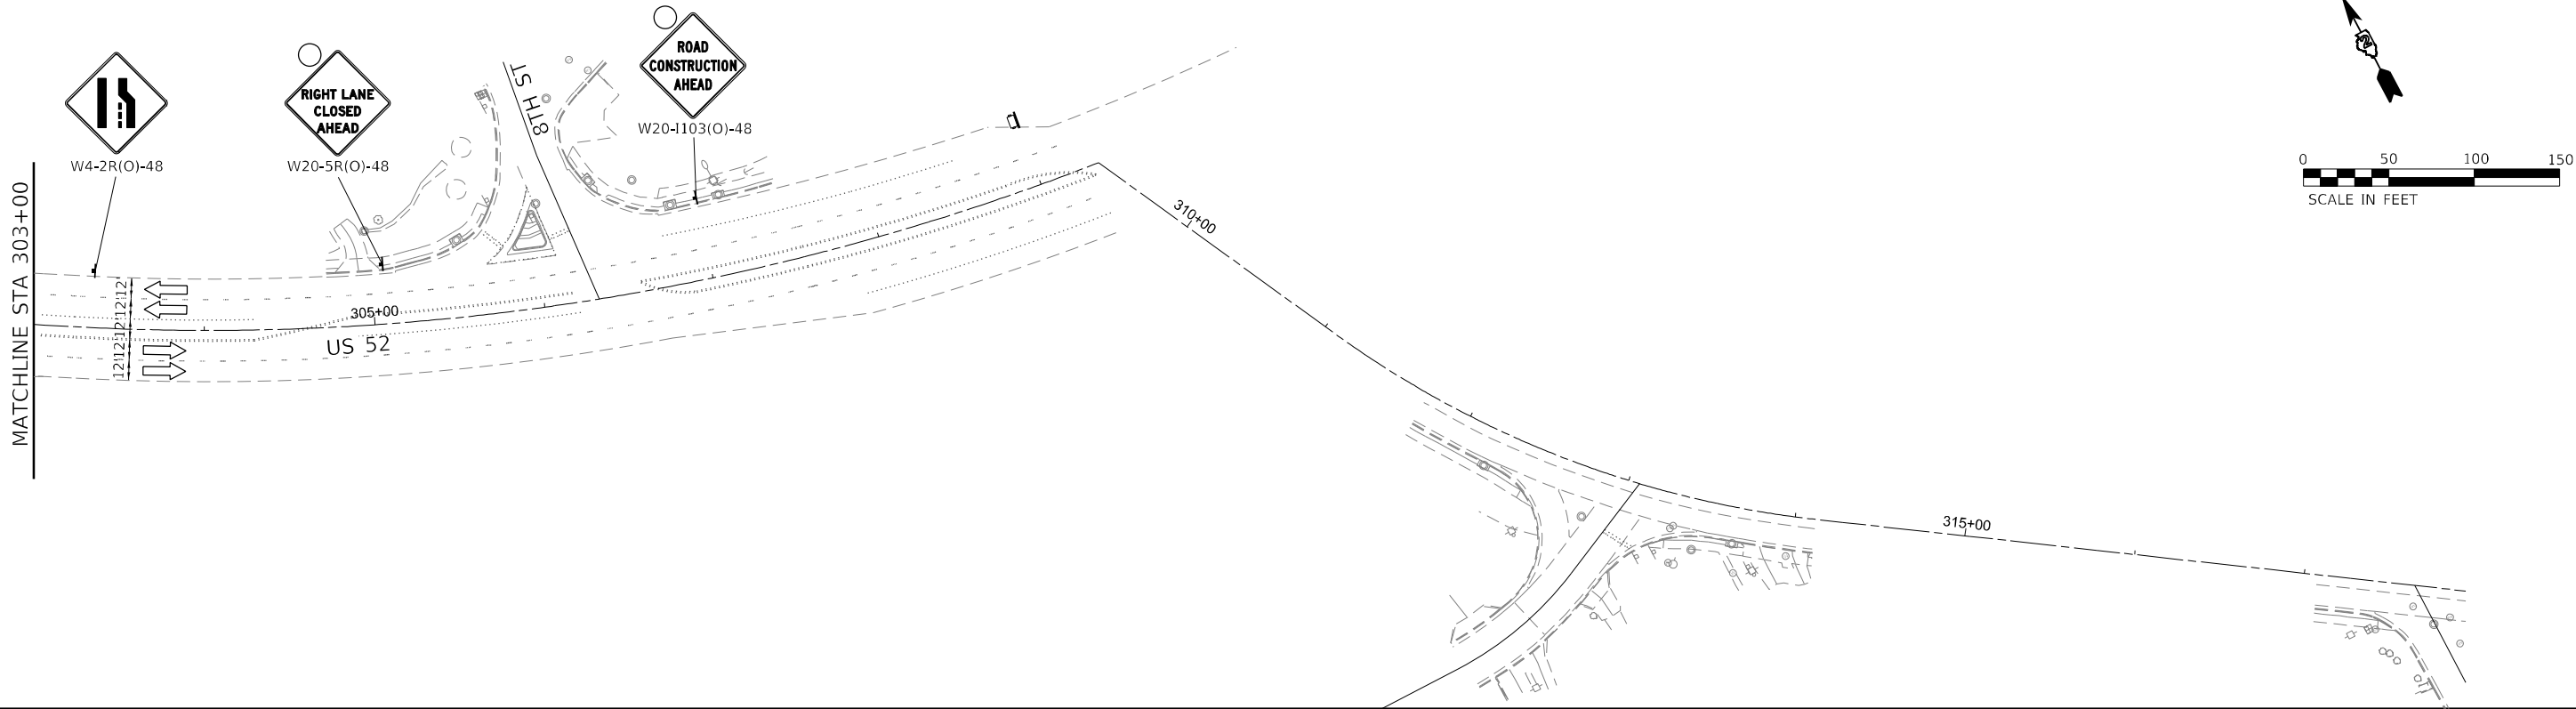 ROAD
CONSTRUCTION
AHEAD
W20-I103(O)-48
RIGHT LANE
CLOSED
AHEAD
W20-5R(O)-48
W4-2R(O)-48
8TH ST
MATCHLINE STA 303+00
12' 12' 12' 12' 12'
305+00
US 52
310+00
315+00
0 50 100 150
SCALE IN FEET